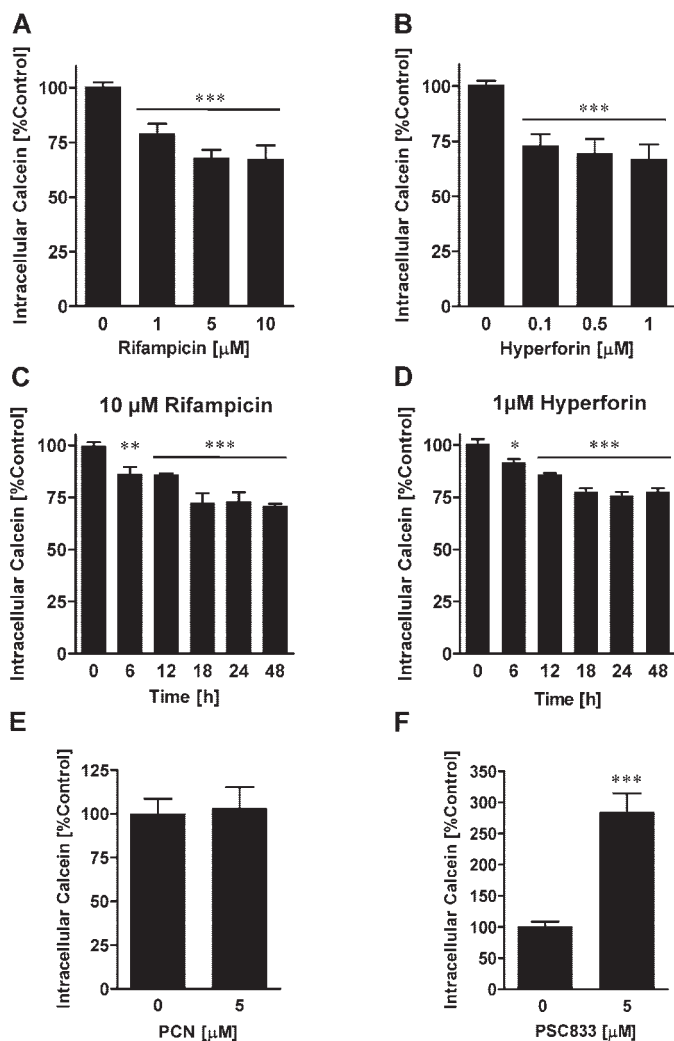 A
Intracellular Calcein [%Control]
100
75
50
25
0
***
0 1 5 10
Rifampicin [µM]
B
Intracellular Calcein [%Control]
100
75
50
25
0
***
0 0.1 0.5 1
Hyperforin [µM]
C
10 µM Rifampicin
Intracellular Calcein [%Control]
100
75
50
25
0
** ***
0 6 12 18 24 48
Time [h]
D
1µM Hyperforin
Intracellular Calcein [%Control]
100
75
50
25
0
* ***
0 6 12 18 24 48
Time [h]
E
Intracellular Calcein [%Control]
125
100
75
50
25
0
0 5
PCN [µM]
F
Intracellular Calcein [%Control]
350
300
250
200
150
100
50
0
***
0 5
PSC833 [µM]